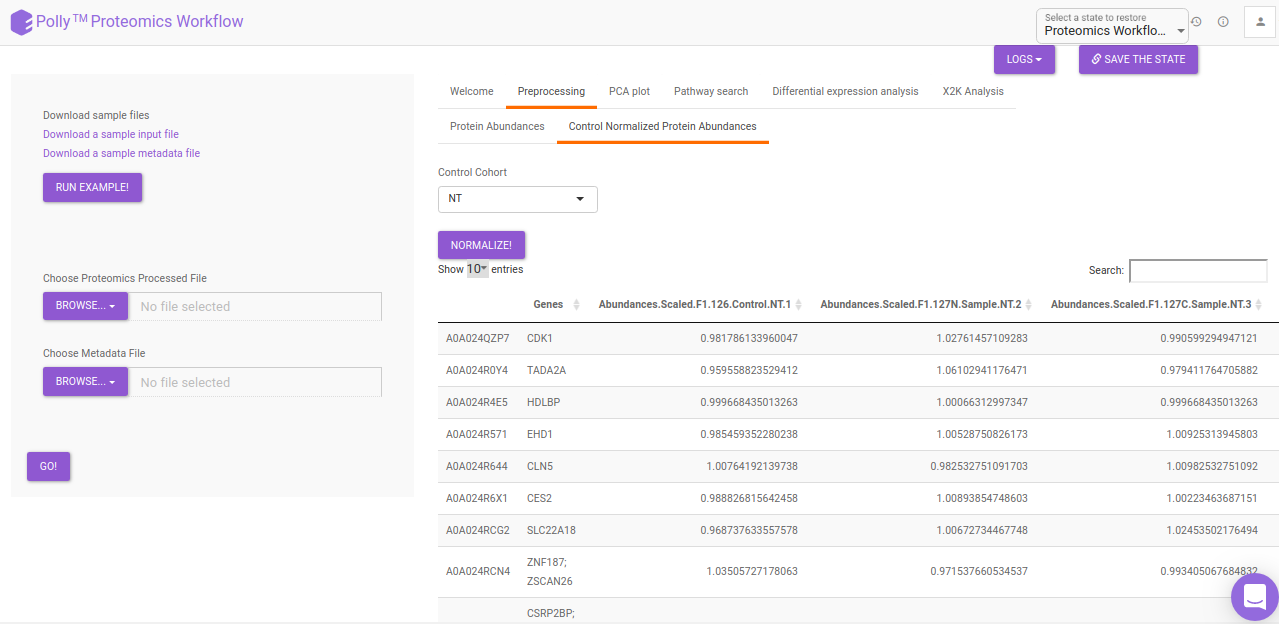 Polly™ Proteomics Workflow
Select a state to restore
Proteomics Workflo...
LOGS
SAVE THE STATE
Download sample files
Download a sample input file
Download a sample metadata file
RUN EXAMPLE!
Choose Proteomics Processed File
BROWSE... No file selected
Choose Metadata File
BROWSE... No file selected
GO!
Welcome Preprocessing PCA plot Pathway search Differential expression analysis X2K Analysis
Protein Abundances Control Normalized Protein Abundances
Control Cohort
NT
NORMALIZE!
Show 10 entries
Search:
Genes Abundances.Scaled.F1.126.Control.NT.1 Abundances.Scaled.F1.127N.Sample.NT.2 Abundances.Scaled.F1.127C.Sample.NT.3
A0A024QZP7 CDK1 0.981786133960047 1.02761457109283 0.990599294947121
A0A024R0Y4 TADA2A 0.959558823529412 1.06102941176471 0.979411764705882
A0A024R4E5 HDLBP 0.999668435013263 1.00066312997347 0.999668435013263
A0A024R571 EHD1 0.985459352280238 1.00528750826173 1.00925313945803
A0A024R644 CLN5 1.00764192139738 0.982532751091703 1.00982532751092
A0A024R6X1 CES2 0.988826815642458 1.00893854748603 1.00223463687151
A0A024RCG2 SLC22A18 0.968737633557578 1.00672734467748 1.02453502176494
A0A024RCN4 ZNF187; ZSCAN26 1.03505727178063 0.971537660534537 0.993405067684832
CSRP2BP;